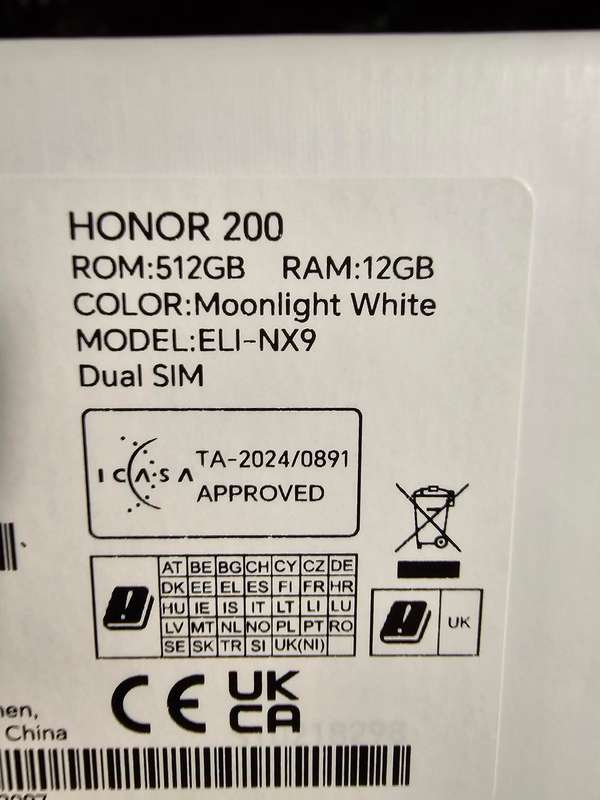 HONOR 200
ROM:512GB RAM:12GB
COLOR:Moonlight White
MODEL:ELI-NX9
Dual SIM
ICASA TA-2024/0891
APPROVED
AT BE BG CH CY CZ DE
DK EE EL ES FI FR HR
HU IE IS IT LT LI LU
LV MT NL NO PL PT RO
SE SK TR SI UK(NI)
UK
CE UK
CA
China